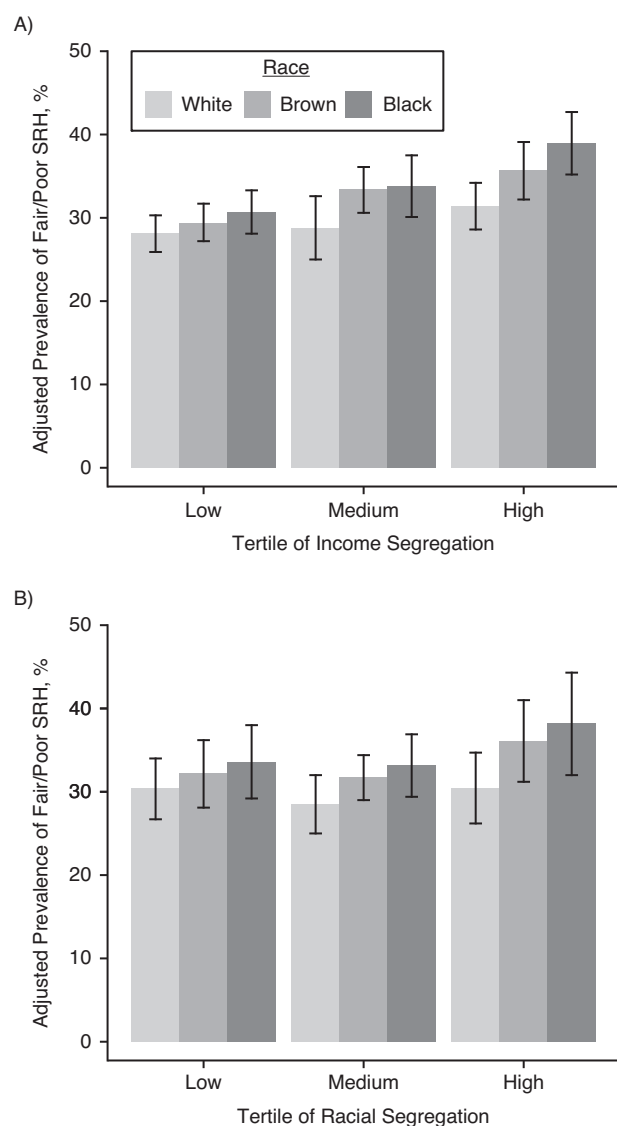 A)
Adjusted Prevalence of Fair/Poor SRH, %
50
40
30
20
10
0
Race
White Brown Black
Low Medium High
Tertile of Income Segregation
B)
Adjusted Prevalence of Fair/Poor SRH, %
50
40
30
20
10
0
Low Medium High
Tertile of Racial Segregation